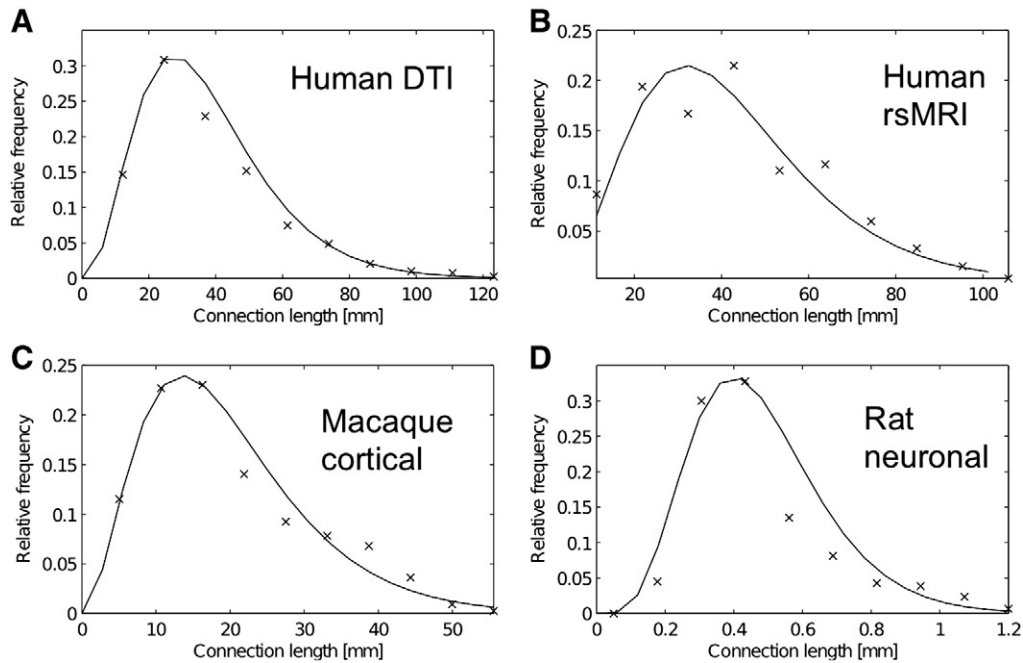 A
Human DTI
Relative frequency
0.3
0.25
0.2
0.15
0.1
0.05
0
0 20 40 60 80 100 120
Connection length [mm]
B
Human
rsMRI
Relative frequency
0.25
0.2
0.15
0.1
0.05
20 40 60 80 100
Connection length [mm]
C
Macaque
cortical
Relative frequency
0.25
0.2
0.15
0.1
0.05
0
0 10 20 30 40 50
Connection length [mm]
D
Rat
neuronal
Relative frequency
0.3
0.25
0.2
0.15
0.1
0.05
0
0 0.2 0.4 0.6 0.8 1 1.2
Connection length [mm]